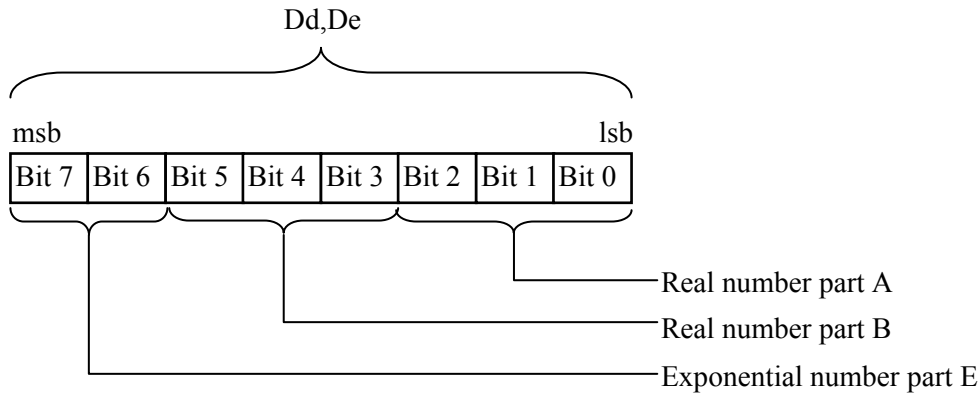 Dd,De
msb lsb
Bit 7 Bit 6 Bit 5 Bit 4 Bit 3 Bit 2 Bit 1 Bit 0
Real number part A
Real number part B
Exponential number part E